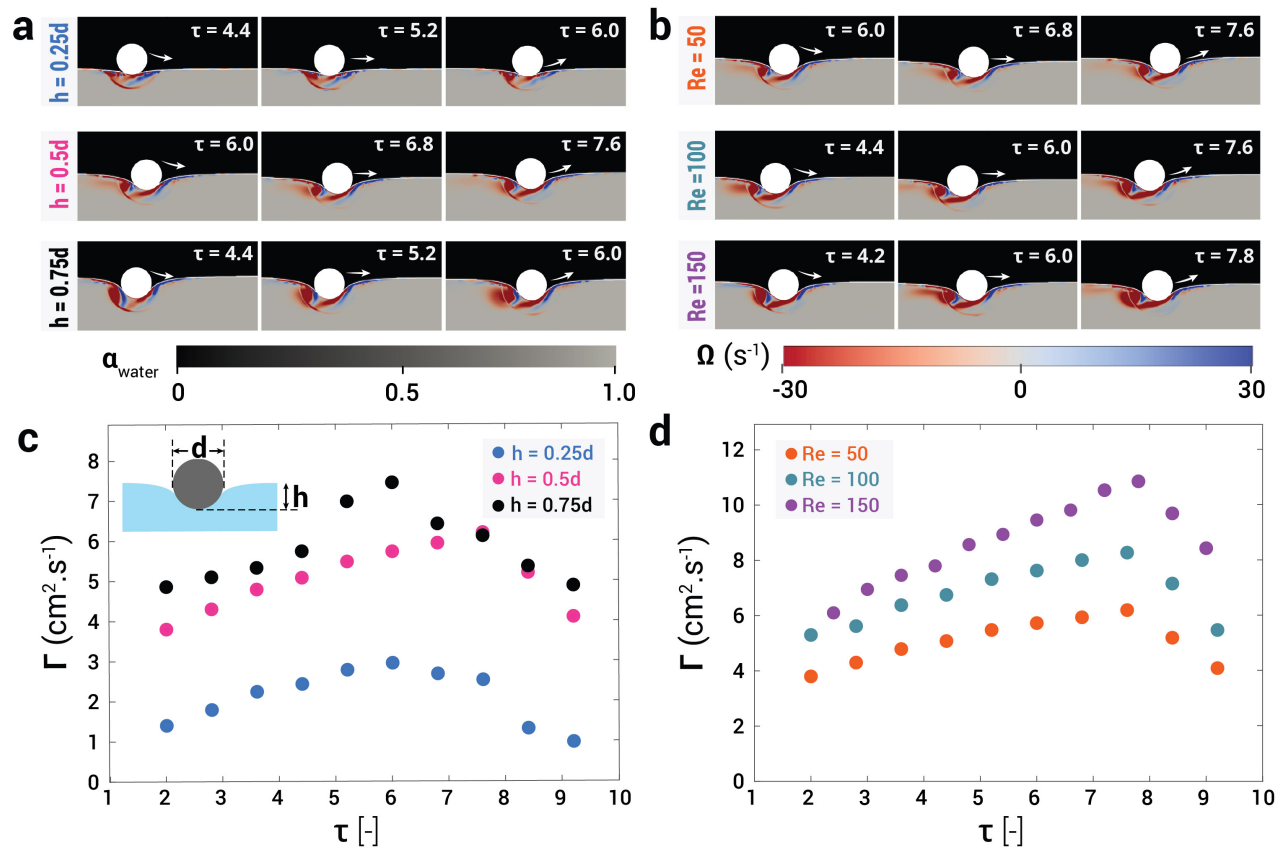 a
h = 0.25d
τ = 4.4
τ = 5.2
τ = 6.0
h = 0.5d
τ = 6.0
τ = 6.8
τ = 7.6
h = 0.75d
τ = 4.4
τ = 5.2
τ = 6.0
α water
0
0.5
1.0
b
Re = 50
τ = 6.0
τ = 6.8
τ = 7.6
Re =100
τ = 4.4
τ = 6.0
τ = 7.6
Re =150
τ = 4.2
τ = 6.0
τ = 7.8
Ω (s⁻¹)
-30
0
30
c
d
h
h = 0.25d
h = 0.5d
h = 0.75d
Γ (cm².s⁻¹)
8
7
6
5
4
3
2
1
0
1 2 3 4 5 6 7 8 9 10
τ [-]
d
Re = 50
Re = 100
Re = 150
Γ (cm².s⁻¹)
12
10
8
6
4
2
0
1 2 3 4 5 6 7 8 9 10
τ [-]